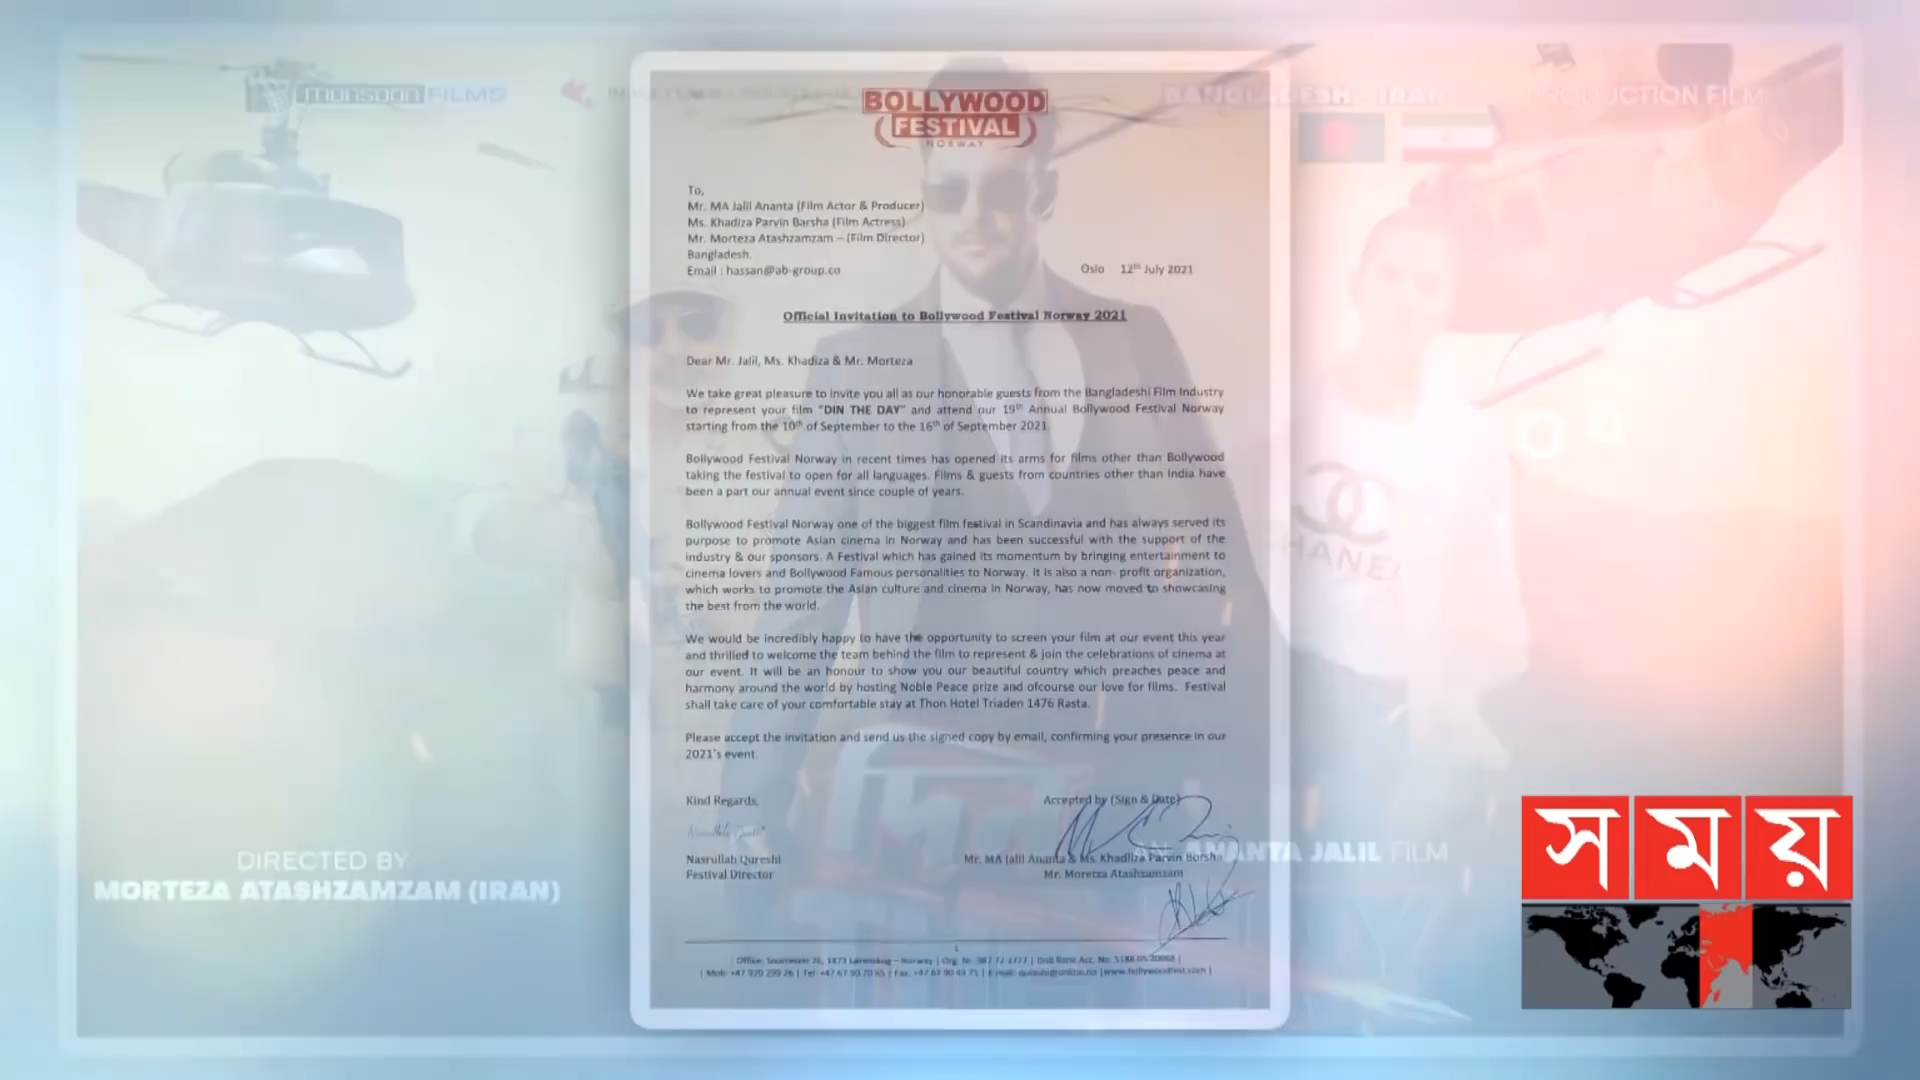 MONSOON FILMS
BANGLADESH IRAN
PRODUCTION FILM
BOLLYWOOD
FESTIVAL
NORWAY
To,
Mr. MA Jalil Ananta (Film Actor & Producer)
Ms. Khadiza Parvin Barsha (Film Actress)
Mr. Morteza Atashzamzam – (Film Director)
Bangladesh.
Email : hassan@ab-group.co
Oslo 12th July 2021
Official Invitation to Bollywood Festival Norway 2021
Dear Mr. Jalil, Ms. Khadiza & Mr. Morteza
We take great pleasure to invite you all as our honorable guests from the Bangladeshi Film Industry
to represent your film "DIN THE DAY" and attend our 19th Annual Bollywood Festival Norway
starting from the 10th of September to the 16th of September 2021.
Bollywood Festival Norway in recent times has opened its arms for films other than Bollywood
taking the festival to open for all languages. Films & guests from countries other than India have
been a part our annual event since couple of years.
Bollywood Festival Norway one of the biggest film festival in Scandinavia and has always served its
purpose to promote Asian cinema in Norway and has been successful with the support of the
industry & our sponsors. A Festival which has gained its momentum by bringing entertainment to
cinema lovers and Bollywood Famous personalities to Norway. It is also a non- profit organization,
which works to promote the Asian culture and cinema in Norway, has now moved to showcasing
the best from the world.
We would be incredibly happy to have the opportunity to screen your film at our event this year
and thrilled to welcome the team behind the film to represent & join the celebrations of cinema at
our event. It will be an honour to show you our beautiful country which preaches peace and
harmony around the world by hosting Noble Peace prize and ofcourse our love for films. Festival
shall take care of your comfortable stay at Thon Hotel Triaden 1476 Rasta.
Please accept the invitation and send us the signed copy by email, confirming your presence in our
2021's event.
Kind Regards,
Accepted by (Sign & Date)
Nasrullah Qureshi
Festival Director
Mr. MA Jalil Ananta & Ms. Khadiza Parvin Borsha
Mr. Moretza Atashzamzam
AN ANANTA JALIL FILM
DIRECTED BY
MORTEZA ATASHZAMZAM (IRAN)
CHANEL
সময়